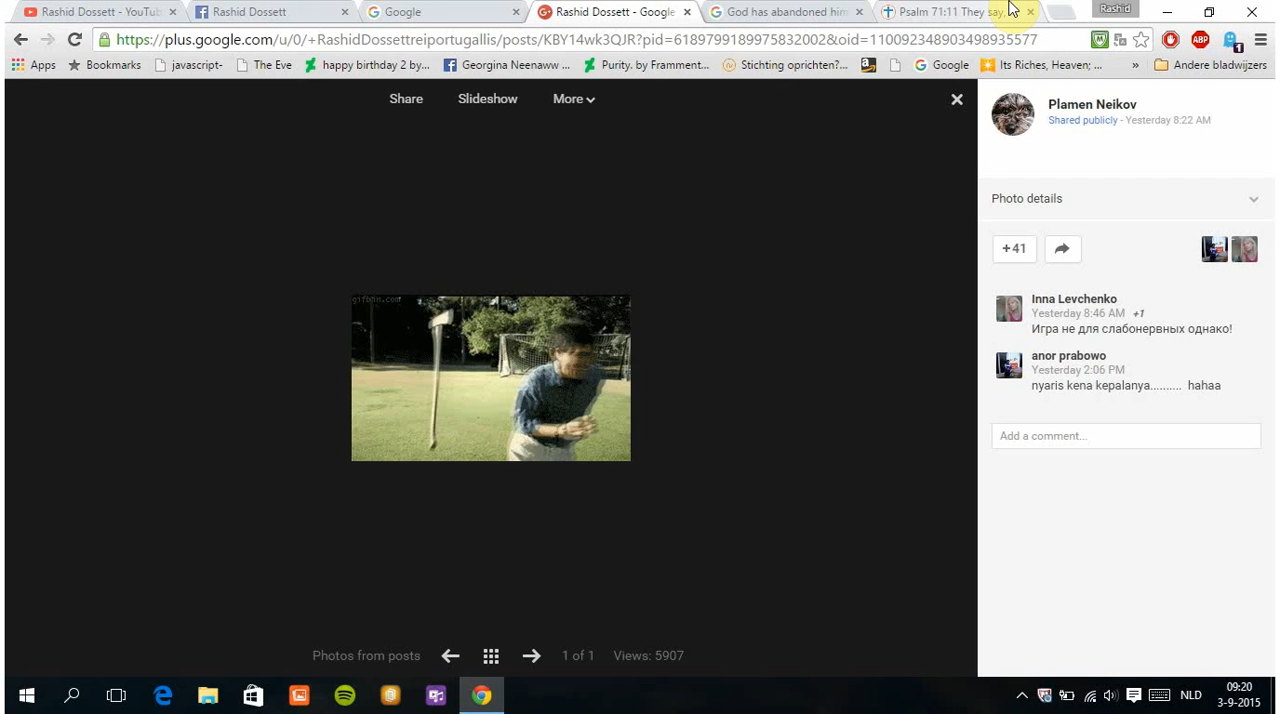 Rashid Dossett - YouTub
Rashid Dossett
Google
Rashid Dossett - Google
God has abandoned him
Psalm 71:11 They say,
Rashid
https://plus.google.com/u/0/+RashidDossettreiportugallis/posts/KBY14wk3QJR?pid=6189799189975832002&oid=110092348903498935577
ABP
1
Apps
Bookmarks
javascript-
The Eve
happy birthday 2 by...
Georgina Neenaww ...
Purity. by Framment...
Stichting oprichten?...
Google
Its Riches, Heaven; ...
»
Andere bladwijzers
Share
Slideshow
More
Plamen Neikov
Shared publicly - Yesterday 8:22 AM
Photo details
+41
gifbin.com
Inna Levchenko
Yesterday 8:46 AM +1
Игра не для слабонервных однако!
anor prabowo
Yesterday 2:06 PM
nyaris kena kepalanya.......... hahaa
Add a comment...
Photos from posts
1 of 1
Views: 5907
NLD
09:20
3-9-2015